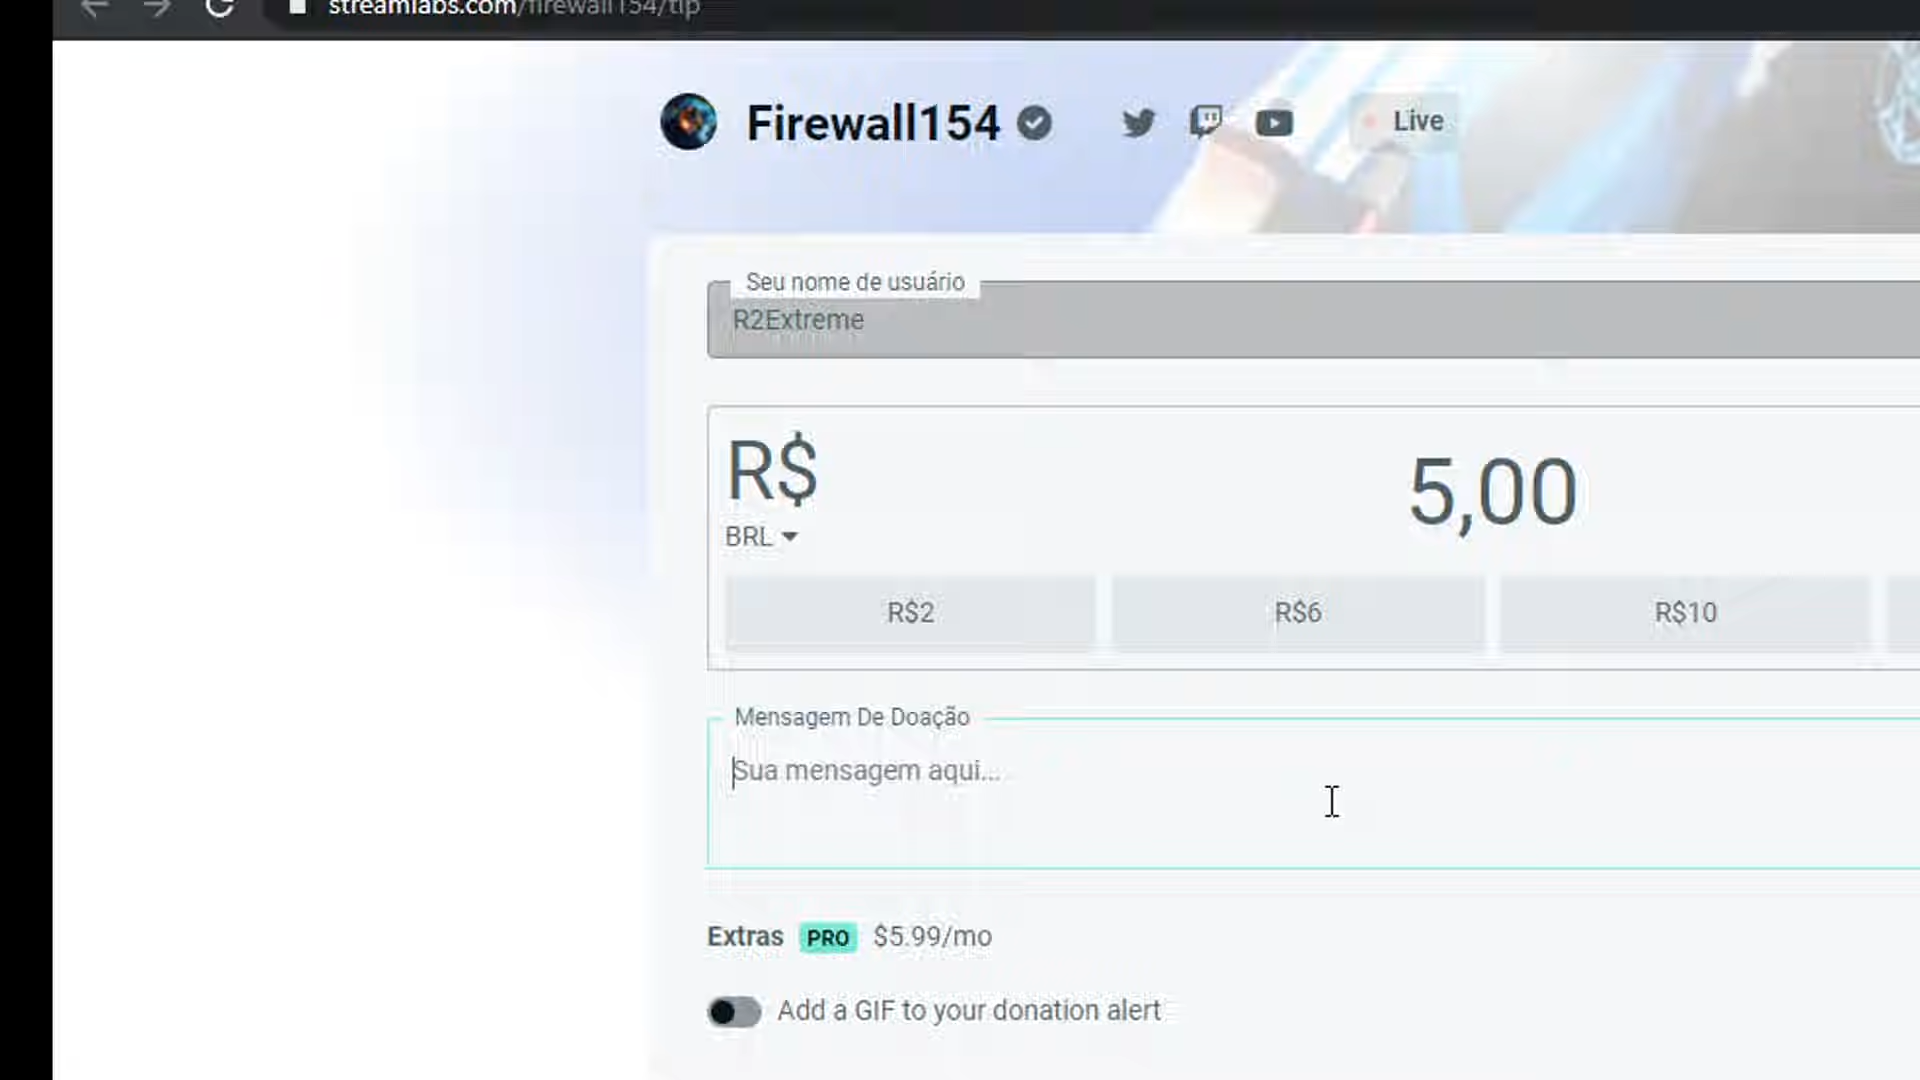 streamlabs.com/firewall154/tip
Firewall154
Live
Seu nome de usuário
R2Extreme
R$ 5,00
BRL
R$2 R$6 R$10
Mensagem De Doação
Sua mensagem aqui...
Extras PRO $5.99/mo
Add a GIF to your donation alert